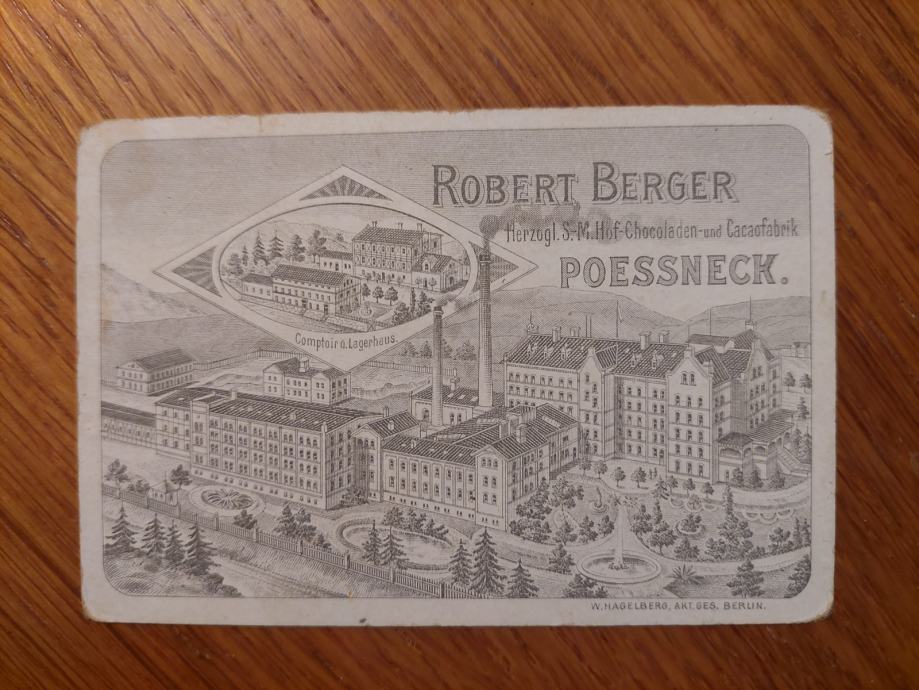 ROBERT BERGER
Herzogl. S.-M. Hof-Chocoladen-und Cacaofabrik
POESSNECK.
Comptoir u. Lagerhaus.
W. HAGELBERG, AKT. GES. BERLIN.